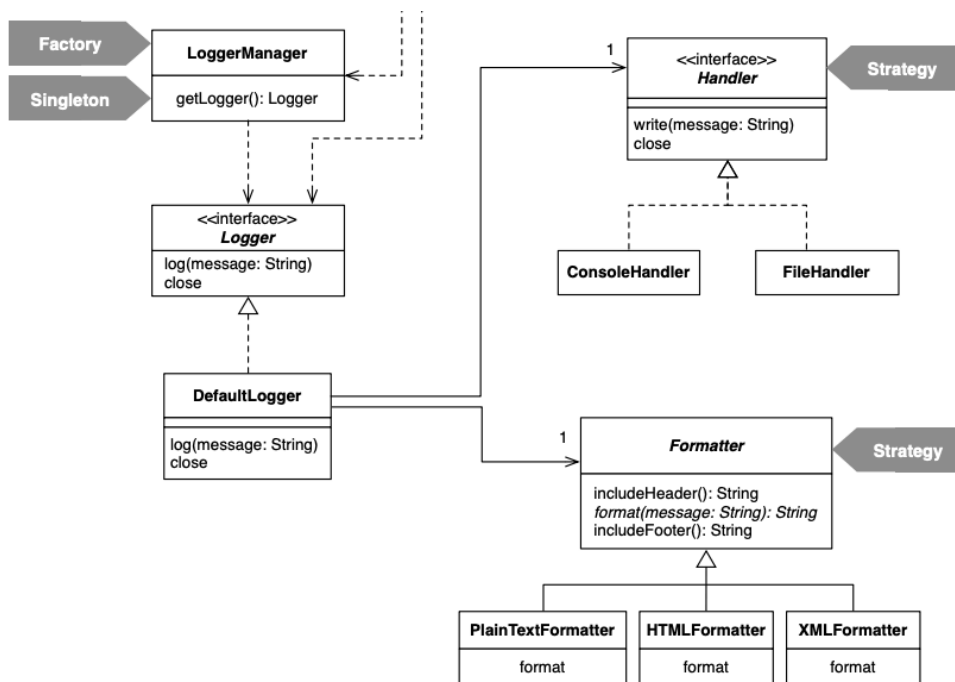 Factory
Singleton
LoggerManager
getLogger(): Logger
1
<<interface>>
Handler
write(message: String)
close
Strategy
<<interface>>
Logger
log(message: String)
close
ConsoleHandler
FileHandler
DefaultLogger
log(message: String)
close
1
Formatter
includeHeader(): String
format(message: String): String
includeFooter(): String
Strategy
PlainTextFormatter
format
HTMLFormatter
format
XMLFormatter
format